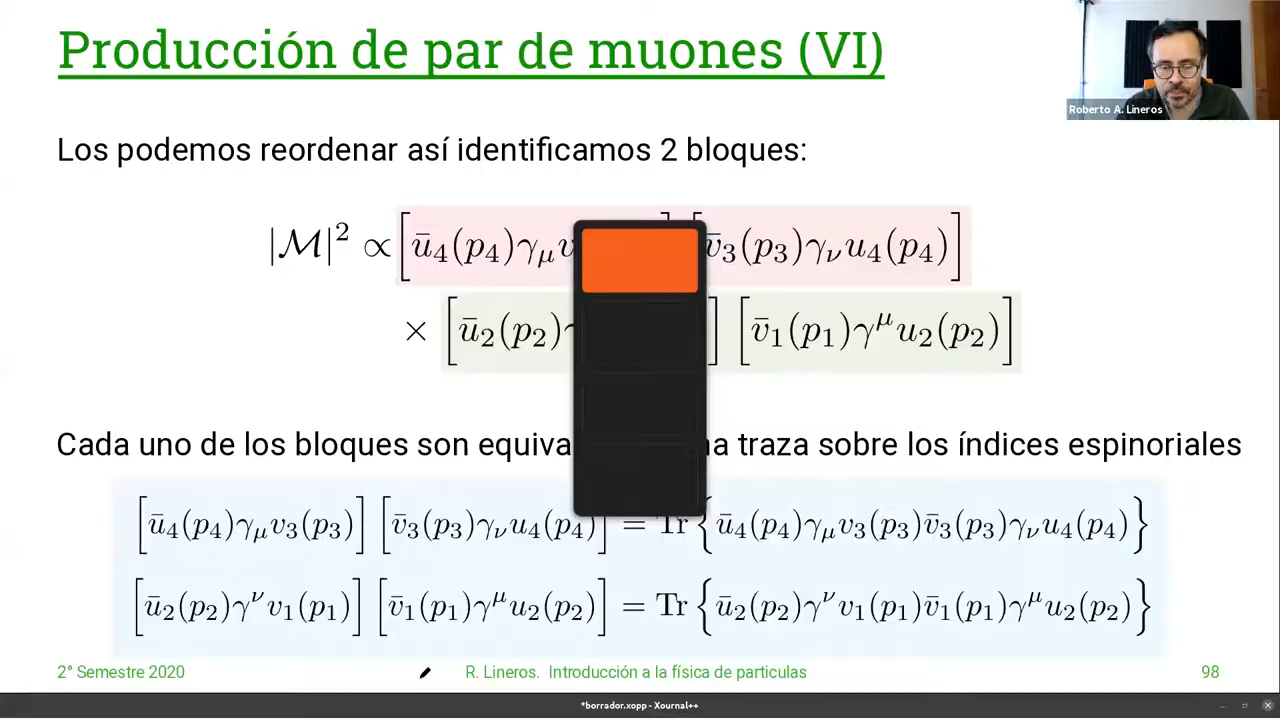 Producción de par de muones (VI)
Roberto A. Lineros
Los podemos reordenar así identificamos 2 bloques:
|ℳ|² ∝ [ū₄(p₄)γ_μ v̄₃(p₃)γ_ν u₄(p₄)]
× [ū₂(p₂) ] [v̄₁(p₁)γ^μ u₂(p₂)]
Cada uno de los bloques son traza sobre los índices espinoriales
[ū₄(p₄)γ_μ v₃(p₃)] [v̄₃(p₃)γ_ν u₄(p₄)] = Tr {ū₄(p₄)γ_μ v₃(p₃)v̄₃(p₃)γ_ν u₄(p₄)}
[ū₂(p₂)γ^ν v₁(p₁)] [v̄₁(p₁)γ^μ u₂(p₂)] = Tr {ū₂(p₂)γ^ν v₁(p₁)v̄₁(p₁)γ^μ u₂(p₂)}
2° Semestre 2020 R. Lineros. Introducción a la física de particulas 98
*borrador.xopp - Xournal++